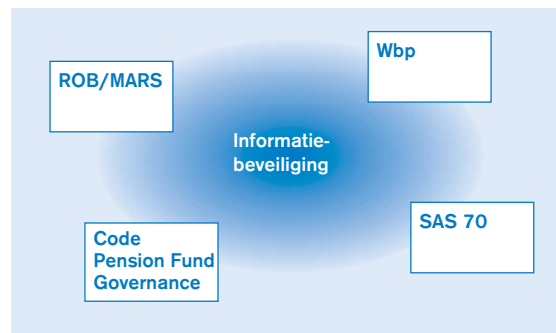 Wbp
ROB/MARS
Informatie-
beveiliging
SAS 70
Code
Pension Fund
Governance